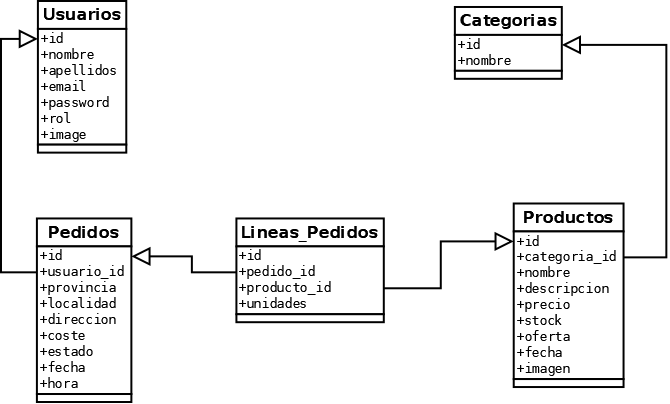 Usuarios
+id
+nombre
+apellidos
+email
+password
+rol
+image
Categorias
+id
+nombre
Pedidos
+id
+usuario_id
+provincia
+localidad
+direccion
+coste
+estado
+fecha
+hora
Lineas_Pedidos
+id
+pedido_id
+producto_id
+unidades
Productos
+id
+categoria_id
+nombre
+descripcion
+precio
+stock
+oferta
+fecha
+imagen